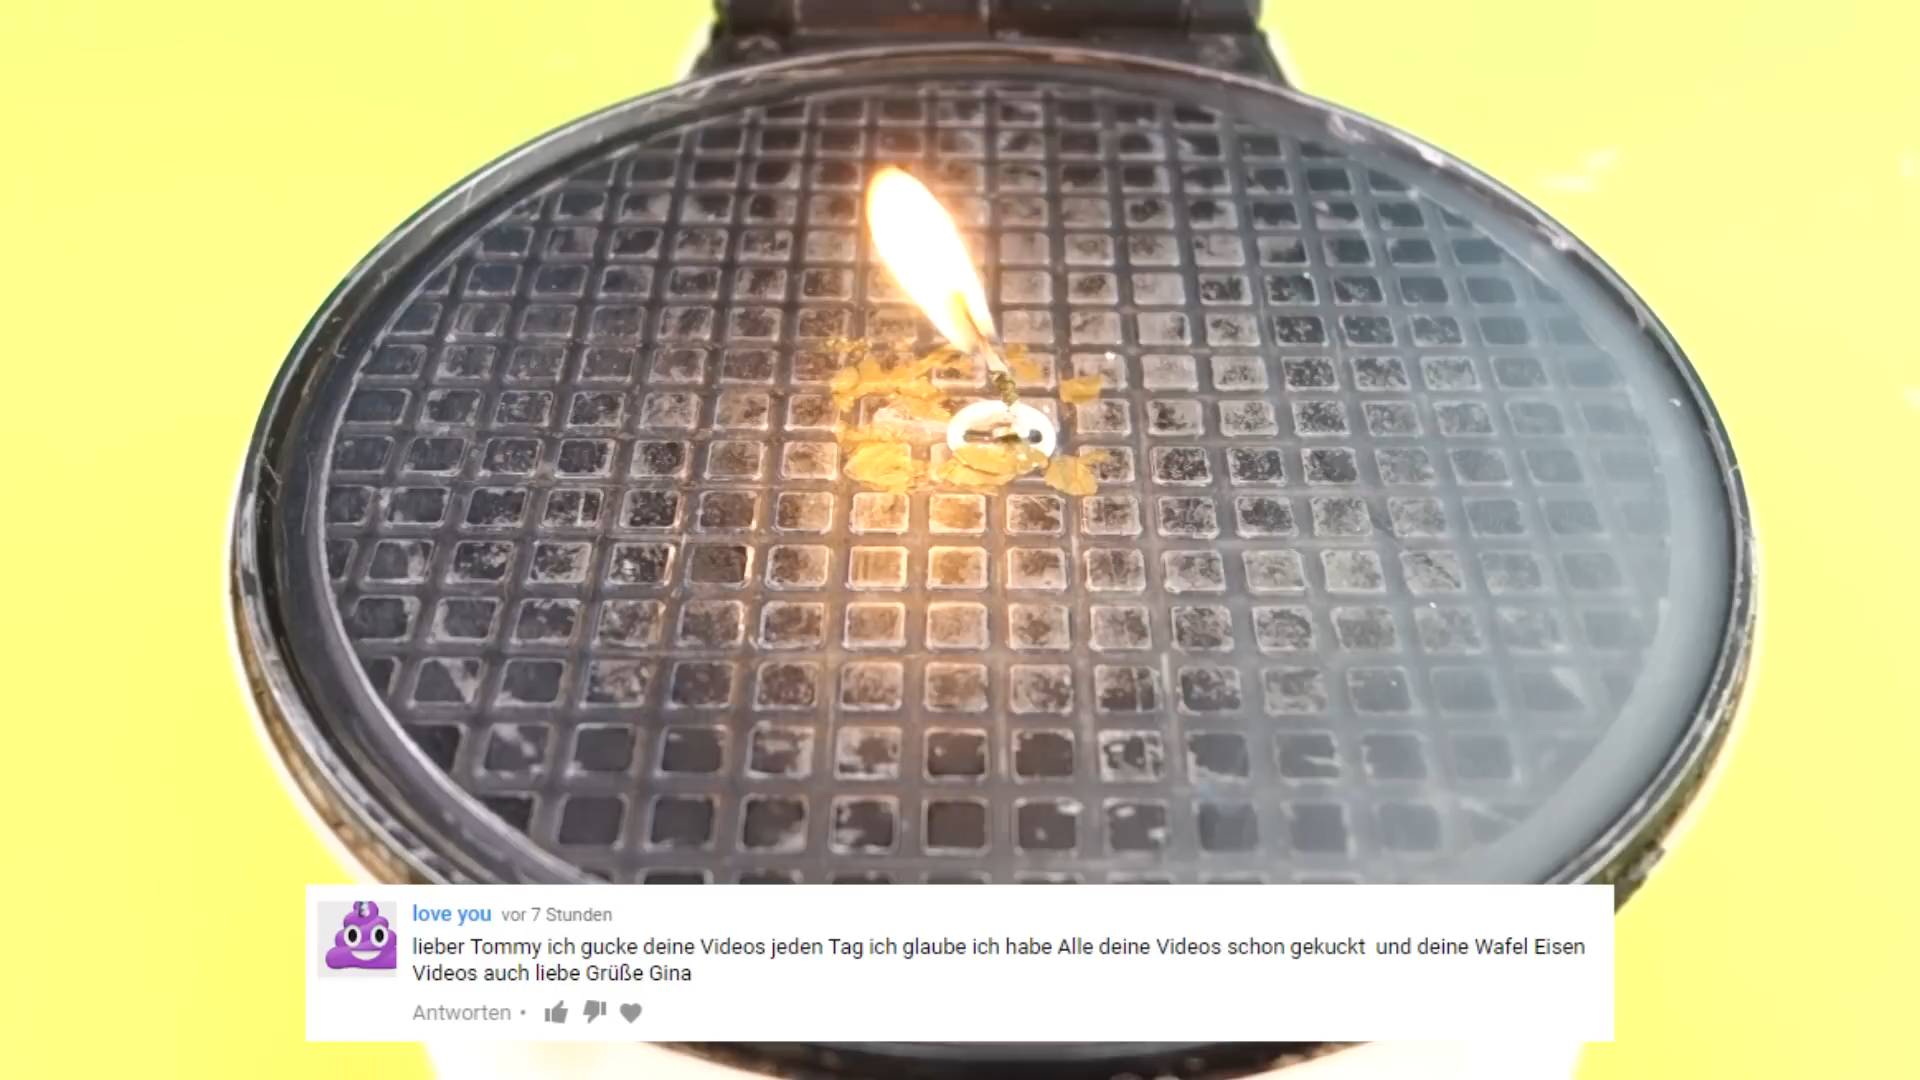 love you vor 7 Stunden
lieber Tommy ich gucke deine Videos jeden Tag ich glaube ich habe Alle deine Videos schon gekuckt und deine Wafel Eisen
Videos auch liebe Grüße Gina
Antworten •